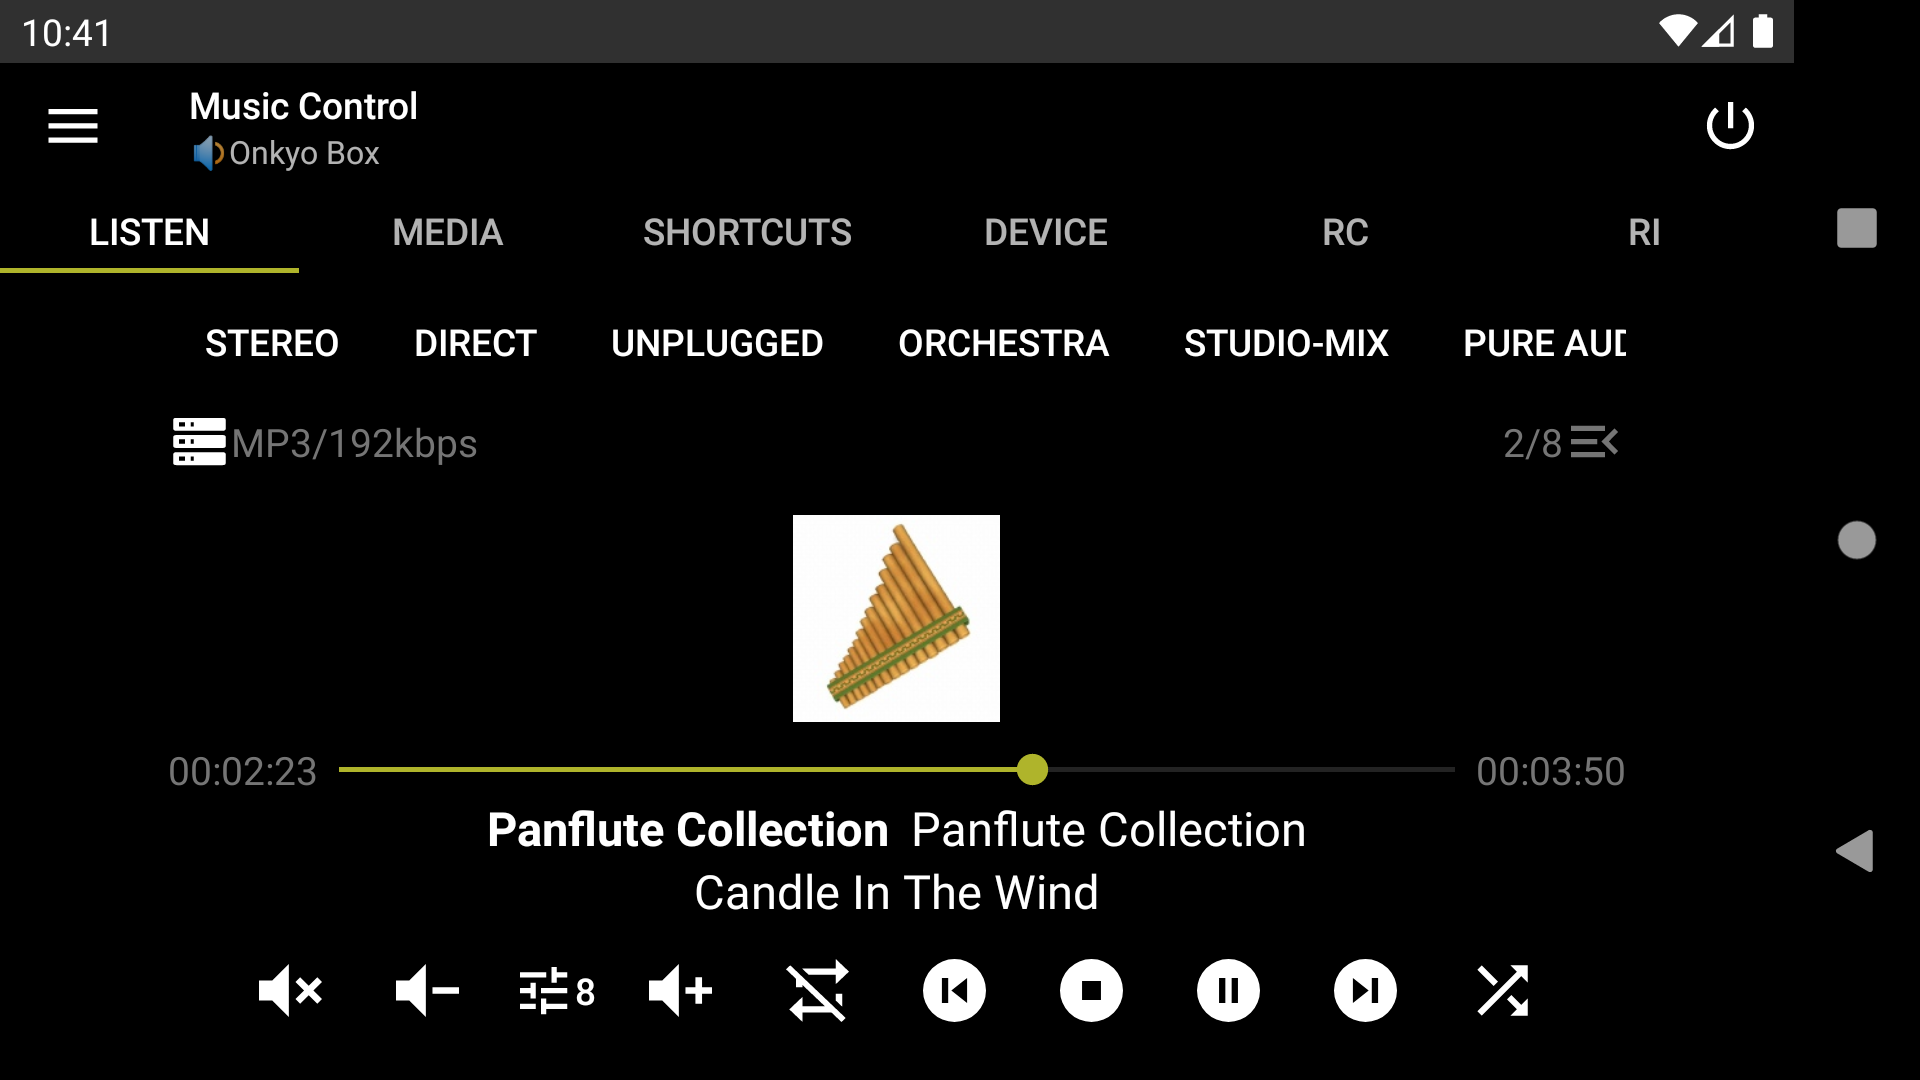 10:41
Music Control
Onkyo Box
LISTEN MEDIA SHORTCUTS DEVICE RC RI
STEREO DIRECT UNPLUGGED ORCHESTRA STUDIO-MIX PURE AUD
MP3/192kbps 2/8
00:02:23 00:03:50
Panflute Collection Panflute Collection
Candle In The Wind
8